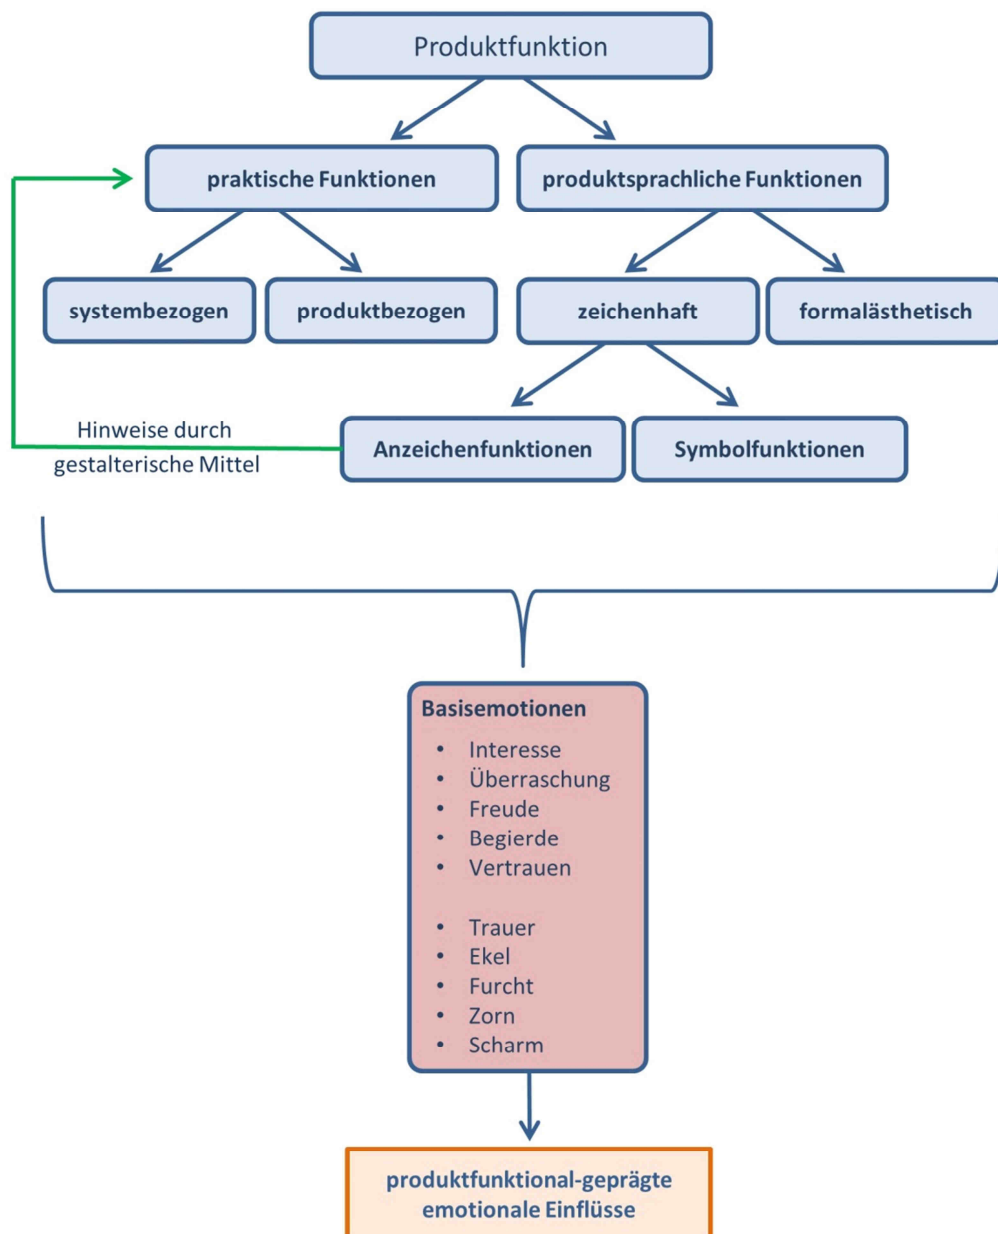 Produktfunktion
praktische Funktionen
produktsprachliche Funktionen
systembezogen
produktbezogen
zeichenhaft
formalästhetisch
Hinweise durch
gestalterische Mittel
Anzeichenfunktionen
Symbolfunktionen
Basisemotionen
• Interesse
• Überraschung
• Freude
• Begierde
• Vertrauen
• Trauer
• Ekel
• Furcht
• Zorn
• Scharm
produktfunktional-geprägte
emotionale Einflüsse